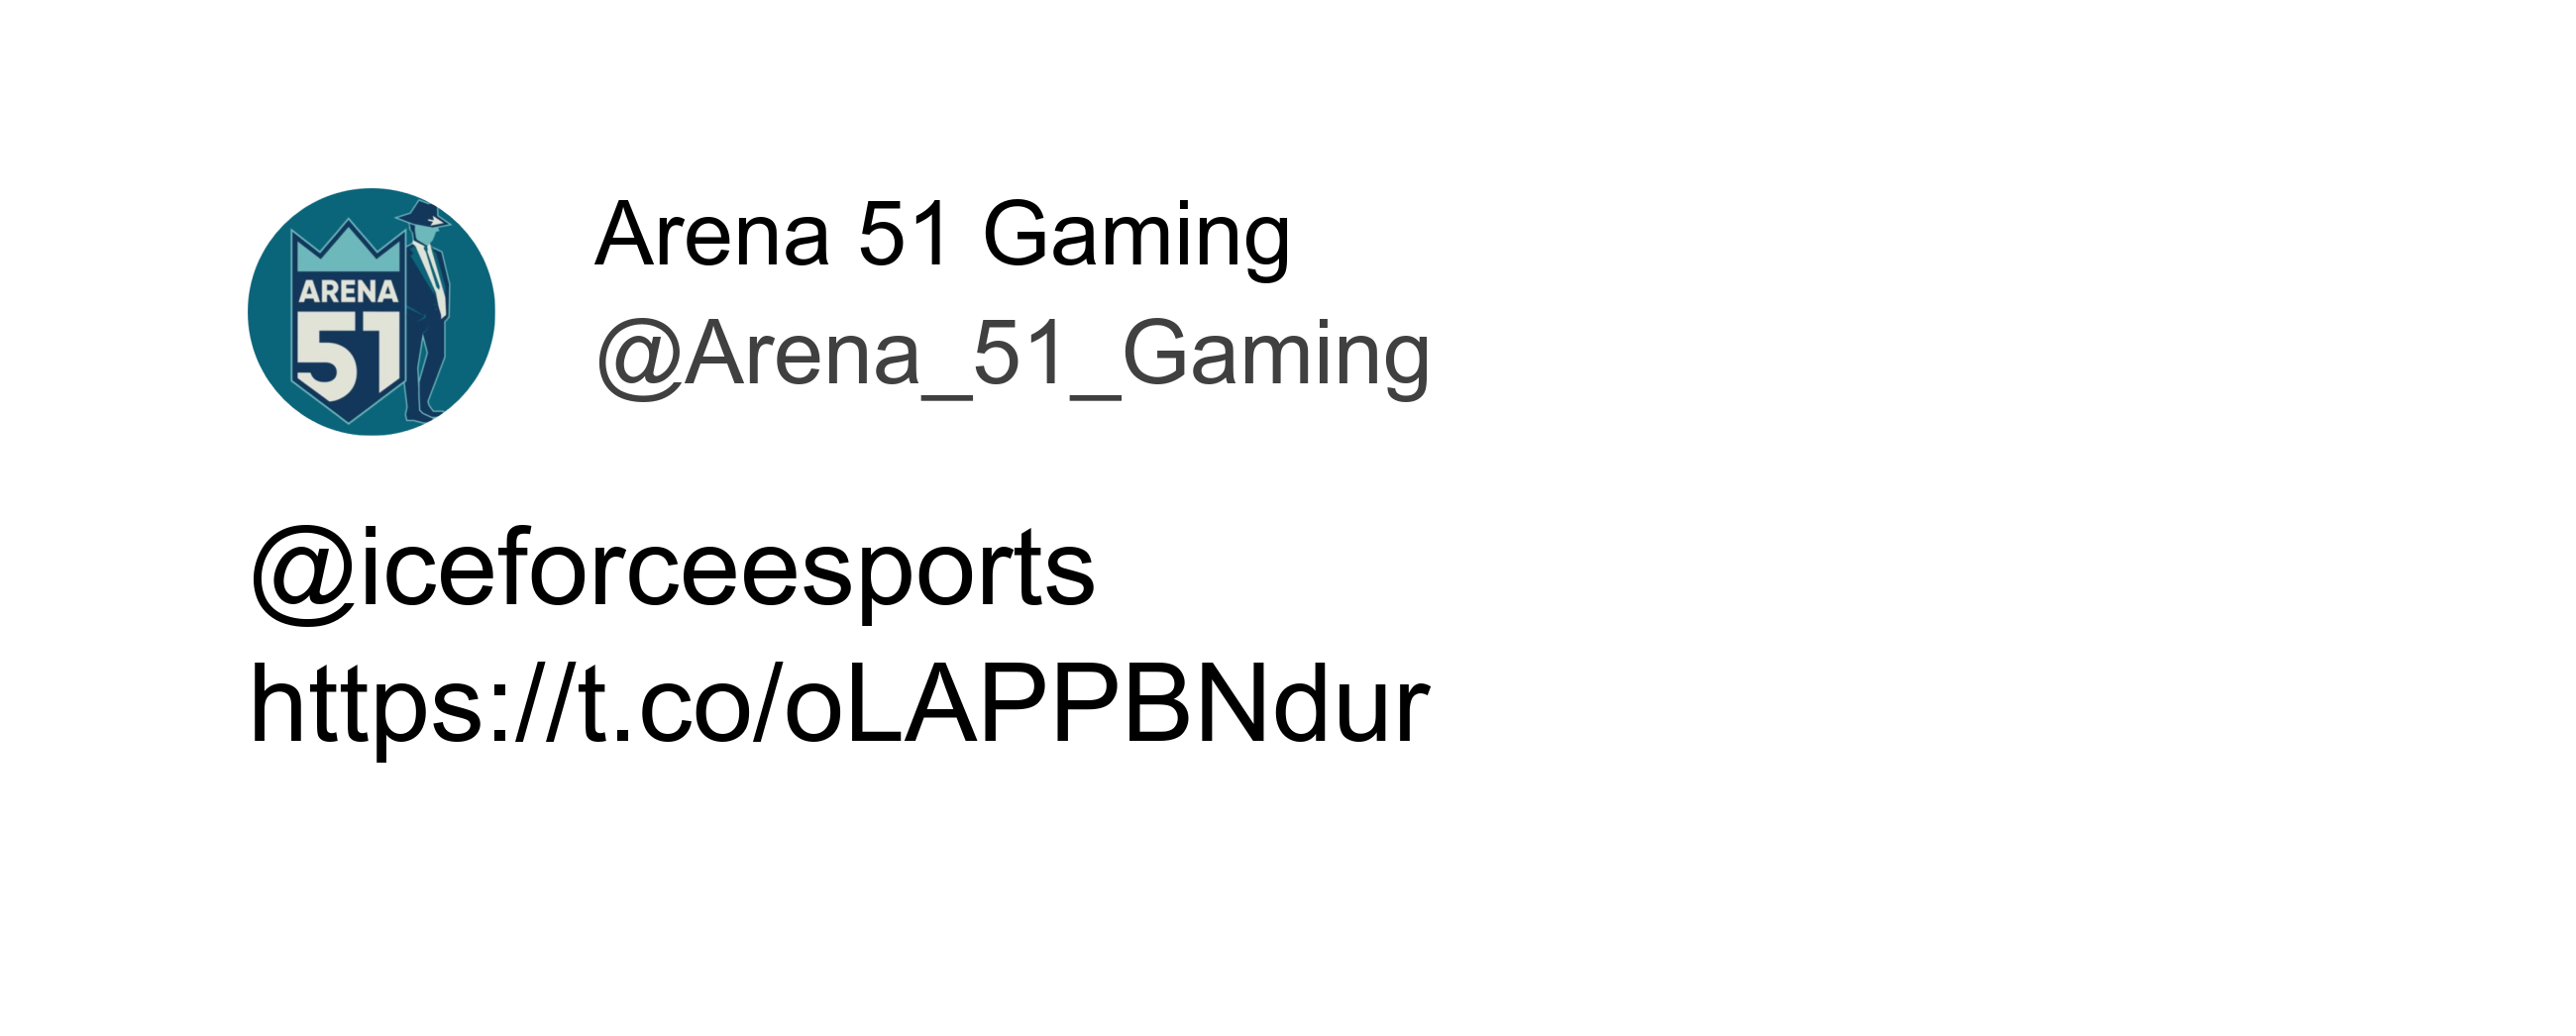 ARENA
51
Arena 51 Gaming
@Arena_51_Gaming
@iceforceesports
https://t.co/oLAPPBNdur